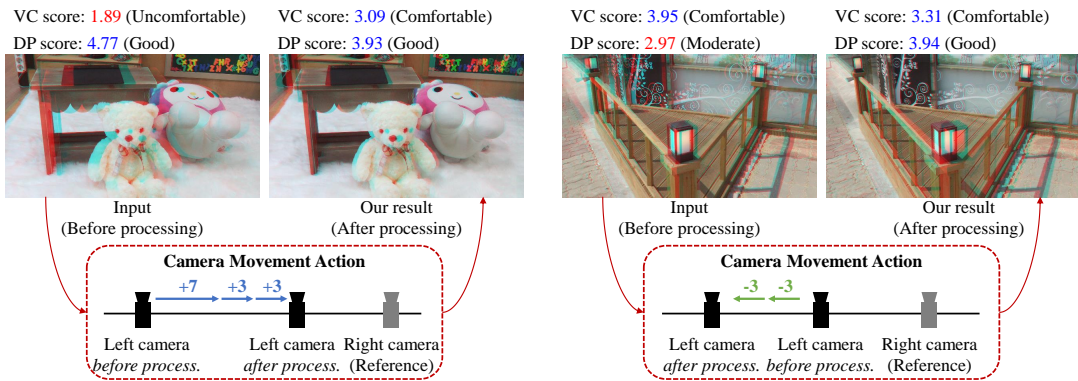 VC score: 1.89 (Uncomfortable)
DP score: 4.77 (Good)
VC score: 3.09 (Comfortable)
DP score: 3.93 (Good)
Input
(Before processing)
Our result
(After processing)
Camera Movement Action
+7 +3 +3
Left camera
before process.
Left camera
after process.
Right camera
(Reference)
VC score: 3.95 (Comfortable)
DP score: 2.97 (Moderate)
VC score: 3.31 (Comfortable)
DP score: 3.94 (Good)
Input
(Before processing)
Our result
(After processing)
Camera Movement Action
-3 -3
Left camera
after process.
Left camera
before process.
Right camera
(Reference)